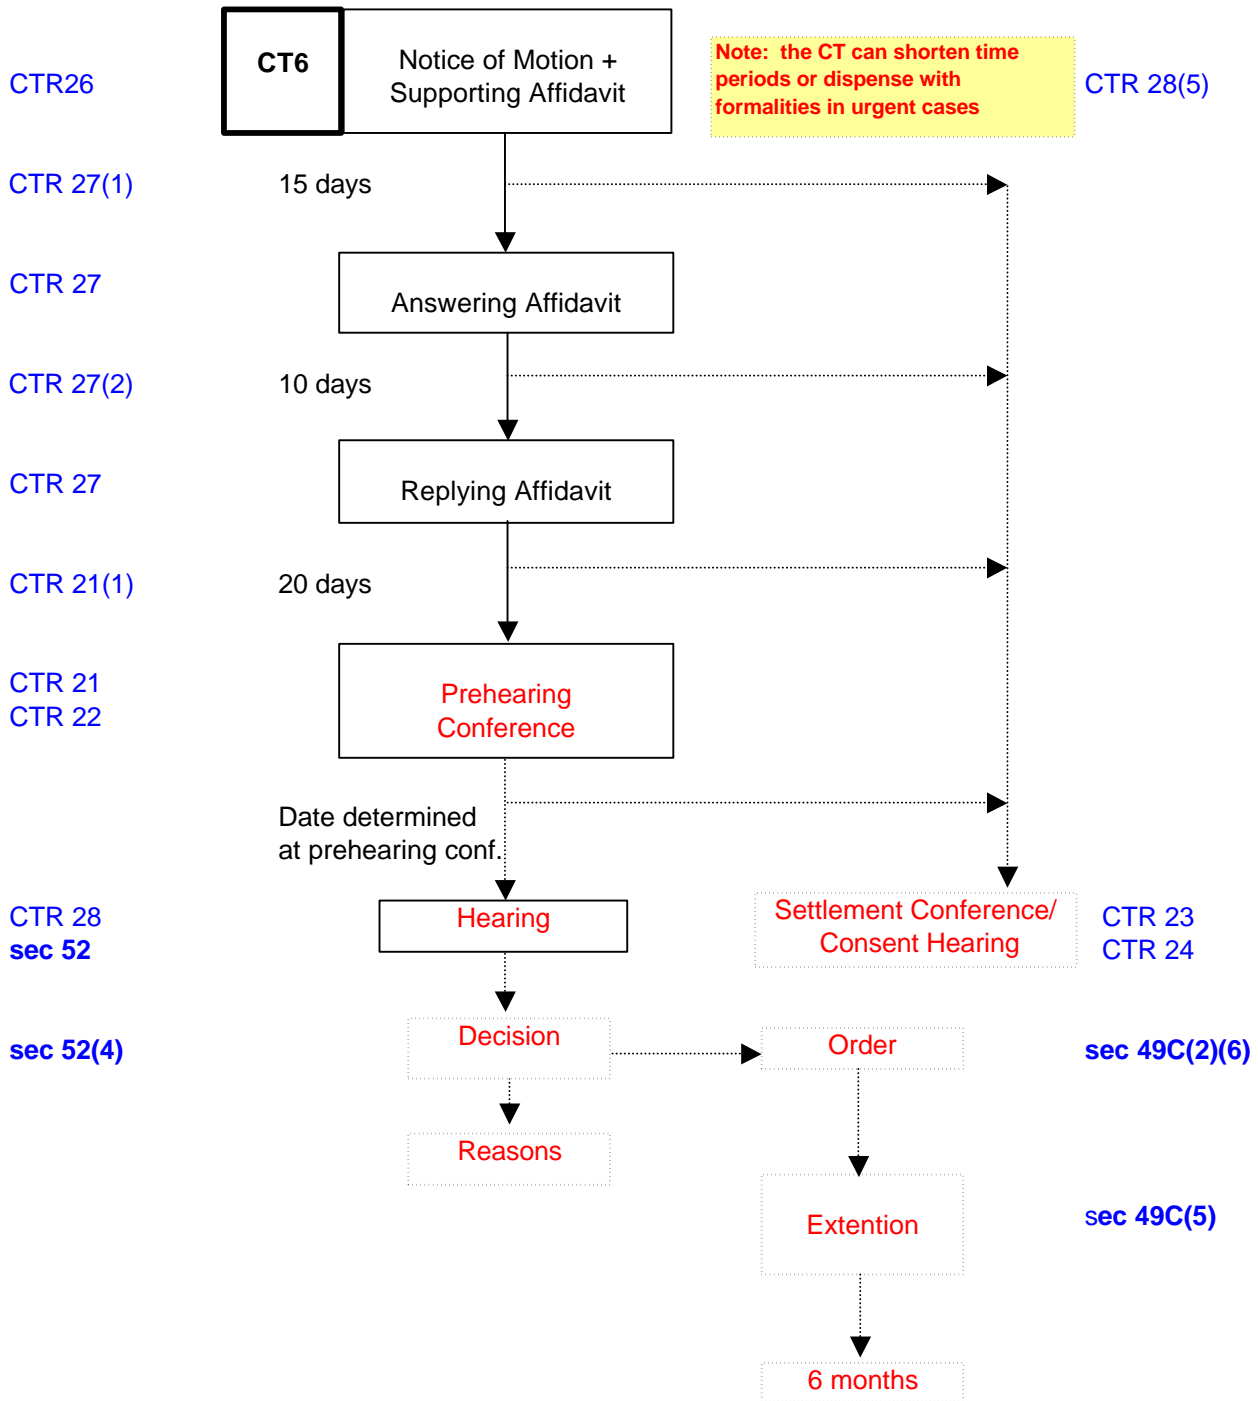 CT6
Notice of Motion +
Supporting Affidavit
Note: the CT can shorten time
periods or dispense with
formalities in urgent cases
CTR26
CTR 28(5)
CTR 27(1)
15 days
CTR 27
Answering Affidavit
CTR 27(2)
10 days
CTR 27
Replying Affidavit
CTR 21(1)
20 days
CTR 21
CTR 22
Prehearing
Conference
Date determined
at prehearing conf.
CTR 28
sec 52
Hearing
Settlement Conference/
Consent Hearing
CTR 23
CTR 24
sec 52(4)
Decision
Order
sec 49C(2)(6)
Reasons
Extention
sec 49C(5)
6 months